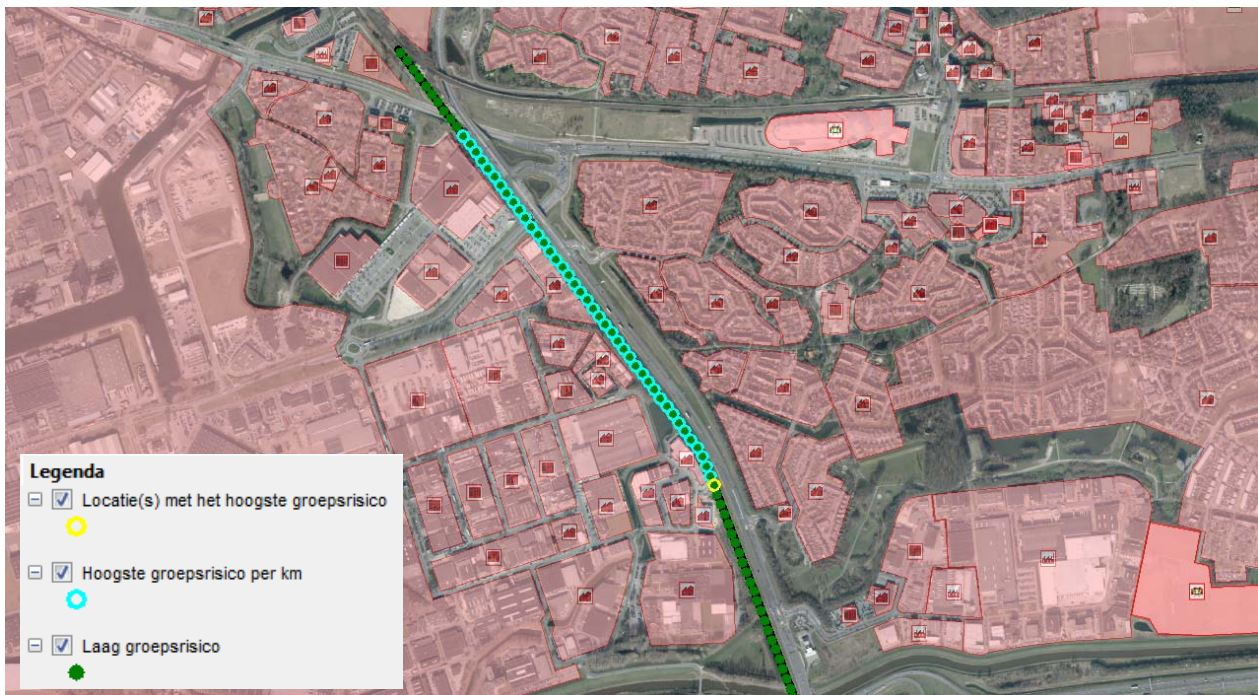 Legenda
Locatie(s) met het hoogste groepsrisico
Hoogste groepsrisico per km
Laag groepsrisico